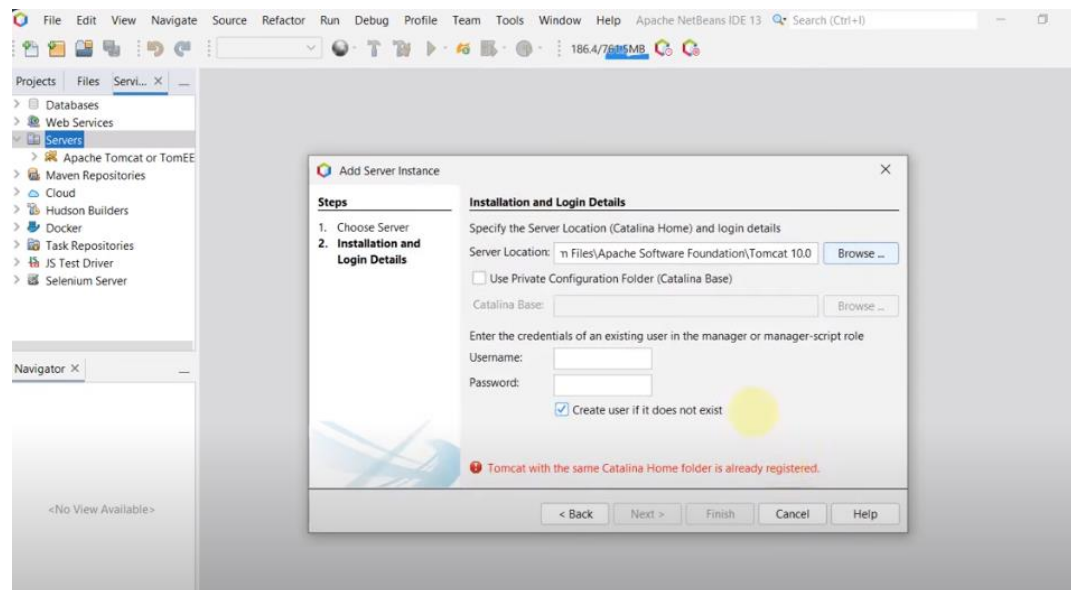 File Edit View Navigate Source Refactor Run Debug Profile Team Tools Window Help Apache NetBeans IDE 13 Search (Ctrl+I)
186.4/761.5MB
Projects Files Servi...
Databases
Web Services
Servers
Apache Tomcat or TomEE
Maven Repositories
Cloud
Hudson Builders
Docker
Task Repositories
JS Test Driver
Selenium Server
Navigator
<No View Available>
Add Server Instance
Steps
1. Choose Server
2. Installation and
Login Details
Installation and Login Details
Specify the Server Location (Catalina Home) and login details
Server Location: m Files\Apache Software Foundation\Tomcat 10.0 Browse ...
Use Private Configuration Folder (Catalina Base)
Catalina Base: Browse ...
Enter the credentials of an existing user in the manager or manager-script role
Username:
Password:
Create user if it does not exist
Tomcat with the same Catalina Home folder is already registered.
< Back Next > Finish Cancel Help